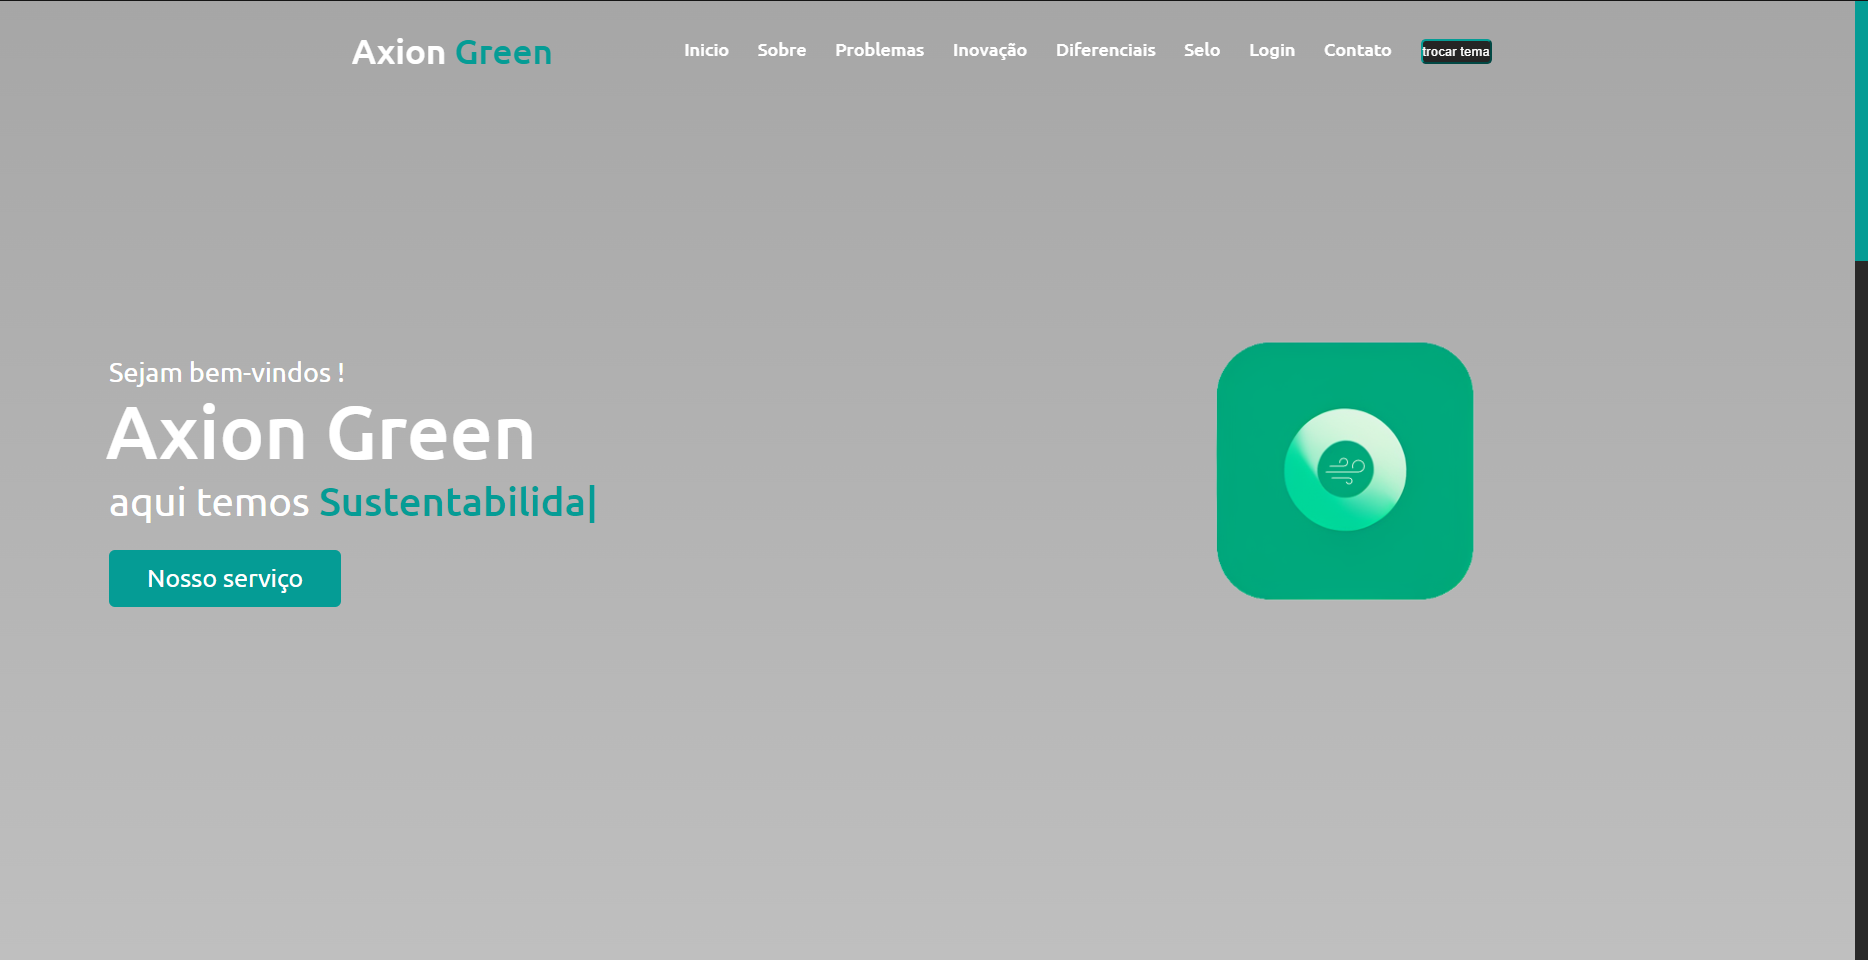 Axion Green
Inicio Sobre Problemas Inovação Diferenciais Selo Login Contato trocar tema
Sejam bem-vindos !
Axion Green
aqui temos Sustentabilida|
Nosso serviço